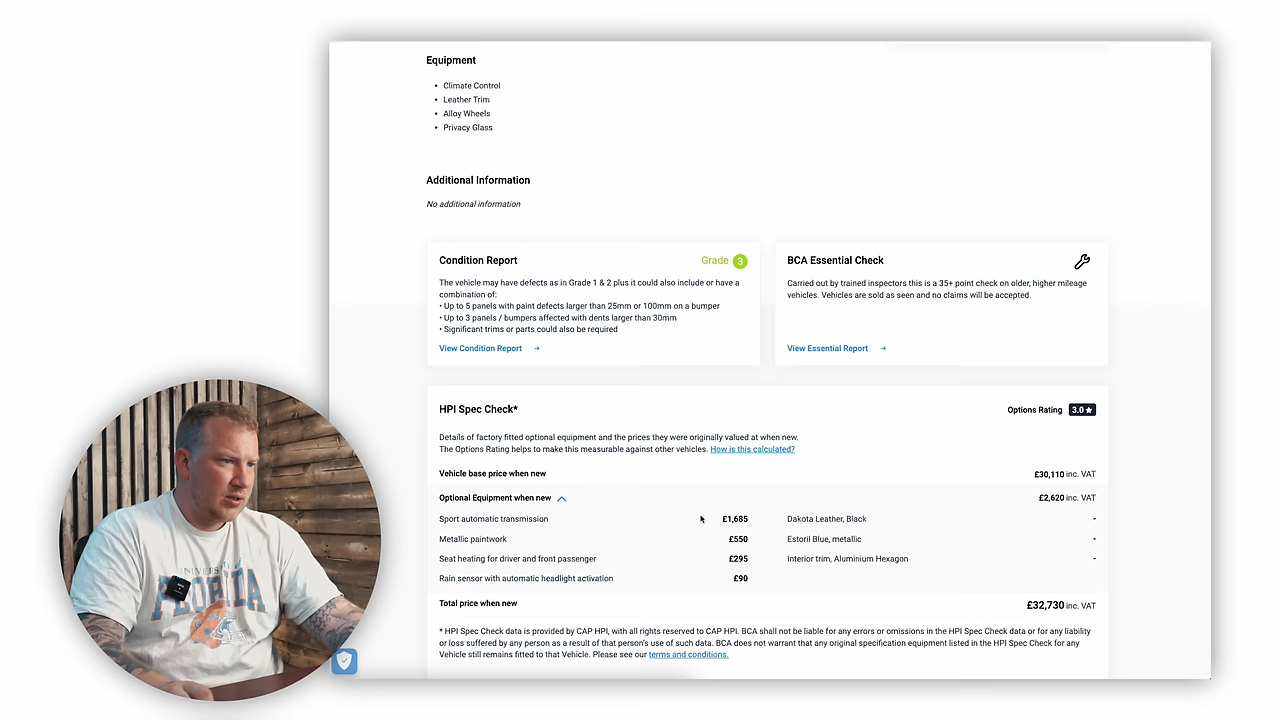 Equipment
• Climate Control
• Leather Trim
• Alloy Wheels
• Privacy Glass
Additional Information
No additional information
Condition Report
Grade 3
The vehicle may have defects as in Grade 1 & 2 plus it could also include or have a
combination of:
• Up to 5 panels with paint defects larger than 25mm or 100mm on a bumper
• Up to 3 panels / bumpers affected with dents larger than 30mm
• Significant trims or parts could also be required
View Condition Report →
BCA Essential Check
Carried out by trained inspectors this is a 35+ point check on older, higher mileage
vehicles. Vehicles are sold as seen and no claims will be accepted.
View Essential Report →
HPI Spec Check*
Options Rating 3.0 ★
Details of factory fitted optional equipment and the prices they were originally valued at when new.
The Options Rating helps to make this measurable against other vehicles. How is this calculated?
Vehicle base price when new £30,110 inc. VAT
Optional Equipment when new £2,620 inc. VAT
Sport automatic transmission £1,685 Dakota Leather, Black -
Metallic paintwork £550 Estoril Blue, metallic -
Seat heating for driver and front passenger £295 Interior trim, Aluminium Hexagon -
Rain sensor with automatic headlight activation £90
Total price when new £32,730 inc. VAT
* HPI Spec Check data is provided by CAP HPI, with all rights reserved to CAP HPI. BCA shall not be liable for any errors or omissions in the HPI Spec Check data or for any liability
or loss suffered by any person as a result of that person's use of such data. BCA does not warrant that any original specification equipment listed in the HPI Spec Check for any
Vehicle still remains fitted to that Vehicle. Please see our terms and conditions.
FLORIDA